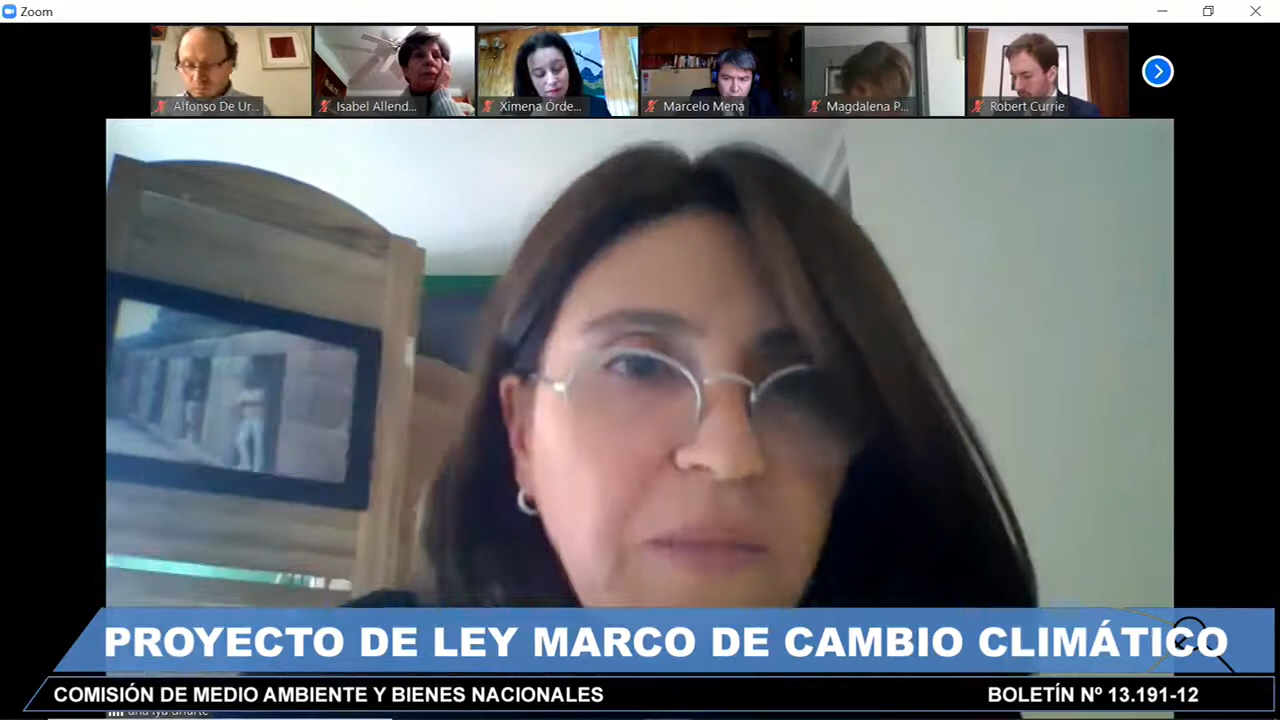 Zoom
Alfonso De Ur...
Isabel Allend...
Ximena Órde...
Marcelo Mena
Magdalena P...
Robert Currie
PROYECTO DE LEY MARCO DE CAMBIO CLIMÁTICO
COMISIÓN DE MEDIO AMBIENTE Y BIENES NACIONALES
BOLETÍN Nº 13.191-12